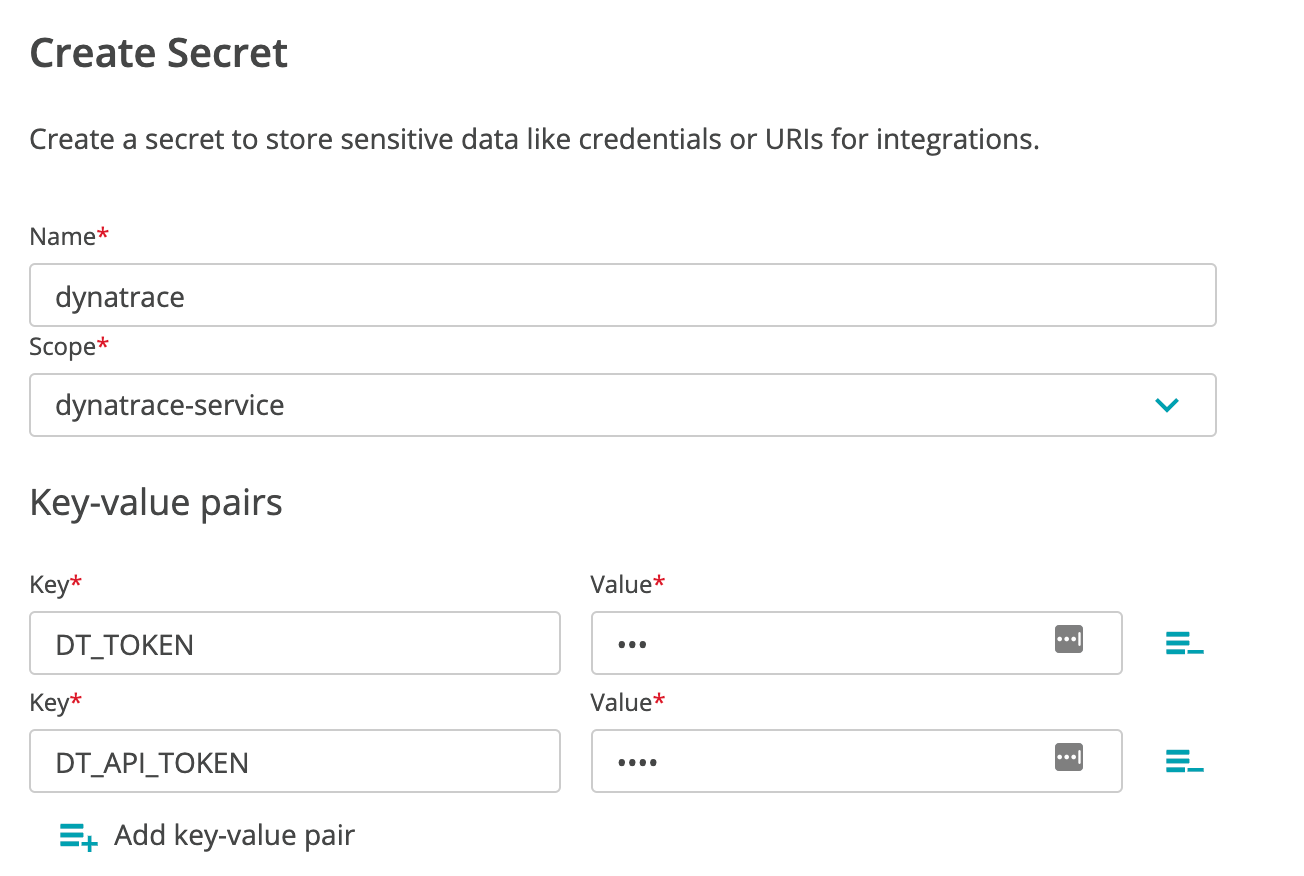 Create Secret
Create a secret to store sensitive data like credentials or URIs for integrations.
Name*
dynatrace
Scope*
dynatrace-service
Key-value pairs
Key* Value*
DT_TOKEN •••
Key* Value*
DT_API_TOKEN ••••
Add key-value pair